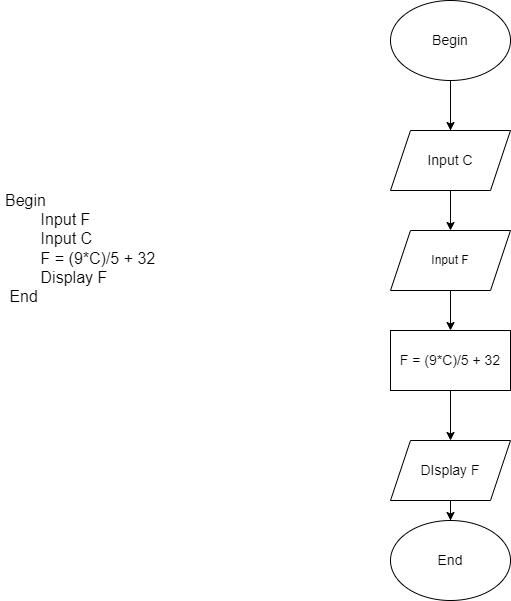 Begin
Input F
Input C
F = (9*C)/5 + 32
Display F
End
Begin
Input C
Input F
F = (9*C)/5 + 32
DIsplay F
End